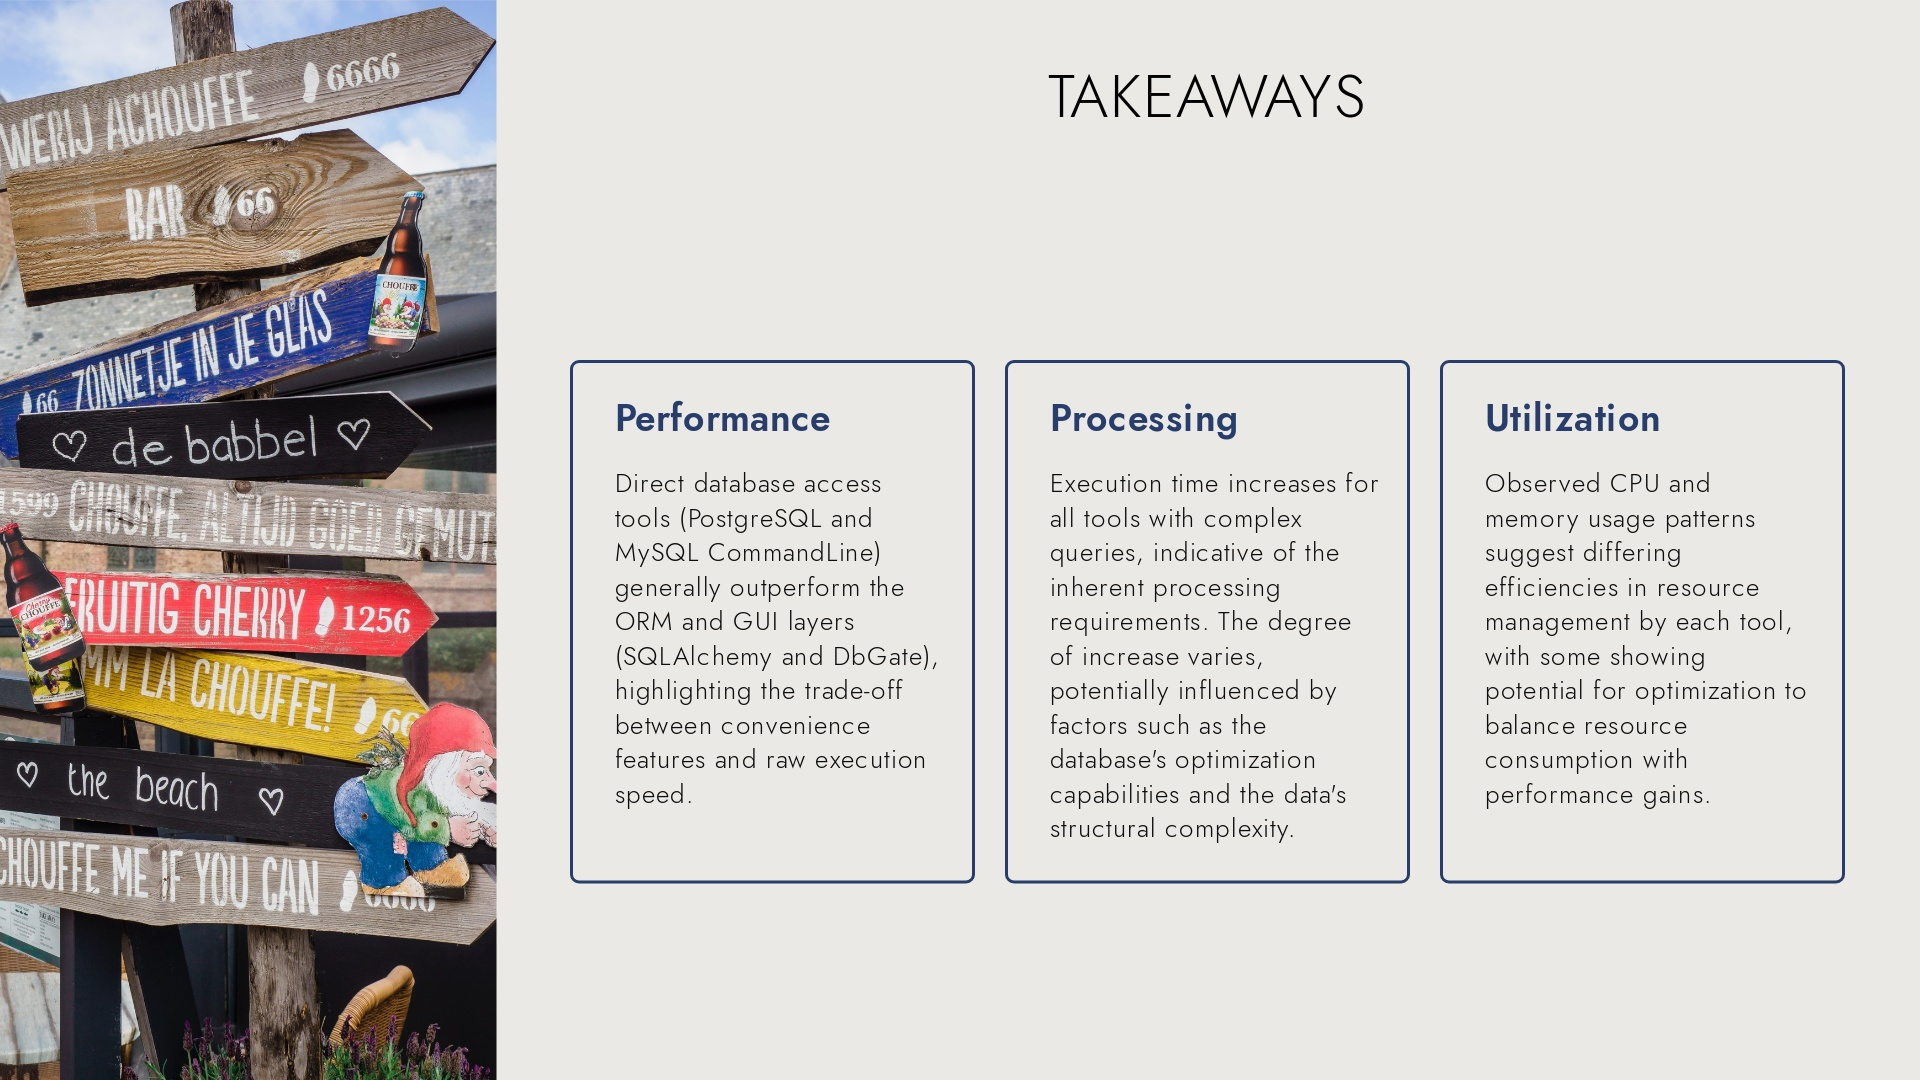 WERIJ ACHOUFFE 6666
BAR 66
CHOUFFE
66 ZONNETJE IN JE GLAS
de babbel
1599 CHOUFFE, ALTIJD GOED GEMUT
Cherry
CHOUFFE
FRUITIG CHERRY 1256
MM LA CHOUFFE! 66
the beach
CHOUFFE ME IF YOU CAN 6666
TAKEAWAYS
Performance
Direct database access
tools (PostgreSQL and
MySQL CommandLine)
generally outperform the
ORM and GUI layers
(SQLAlchemy and DbGate),
highlighting the trade-off
between convenience
features and raw execution
speed.
Processing
Execution time increases for
all tools with complex
queries, indicative of the
inherent processing
requirements. The degree
of increase varies,
potentially influenced by
factors such as the
database's optimization
capabilities and the data's
structural complexity.
Utilization
Observed CPU and
memory usage patterns
suggest differing
efficiencies in resource
management by each tool,
with some showing
potential for optimization to
balance resource
consumption with
performance gains.